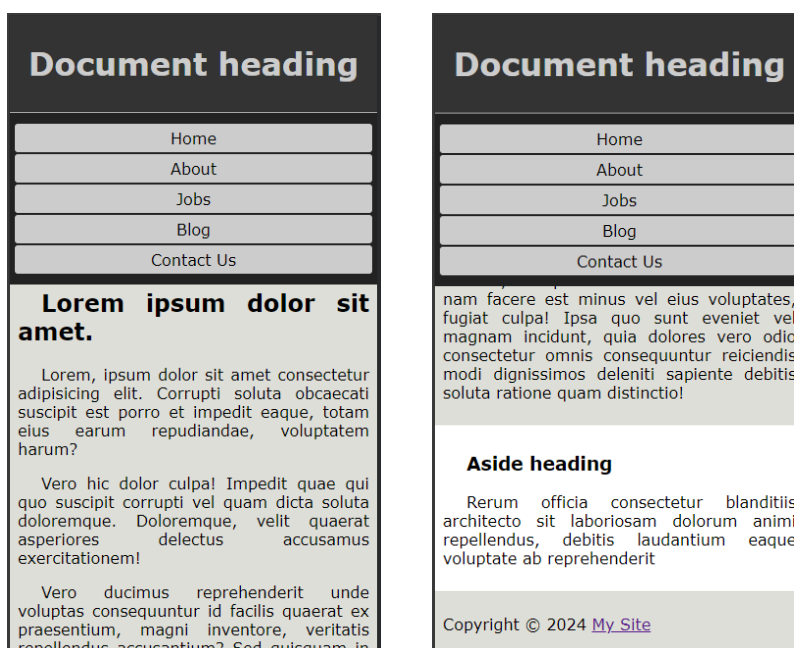 Document heading
Home
About
Jobs
Blog
Contact Us
Lorem ipsum dolor sit
amet.
Lorem, ipsum dolor sit amet consectetur
adipisicing elit. Corrupti soluta obcaecati
suscipit est porro et impedit eaque, totam
eius earum repudiandae, voluptatem
harum?
Vero hic dolor culpa! Impedit quae qui
quo suscipit corrupti vel quam dicta soluta
doloremque. Doloremque, velit quaerat
asperiores delectus accusamus
exercitationem!
Vero ducimus reprehenderit unde
voluptas consequuntur id facilis quaerat ex
praesentium, magni inventore, veritatis
repellendus accusantium? Sed quisquam in
Document heading
Home
About
Jobs
Blog
Contact Us
nam facere est minus vel eius voluptates,
fugiat culpa! Ipsa quo sunt eveniet vel
magnam incidunt, quia dolores vero odio
consectetur omnis consequuntur reiciendis
modi dignissimos deleniti sapiente debitis
soluta ratione quam distinctio!
Aside heading
Rerum officia consectetur blanditiis
architecto sit laboriosam dolorum animi
repellendus, debitis laudantium eaque
voluptate ab reprehenderit
Copyright © 2024 My Site